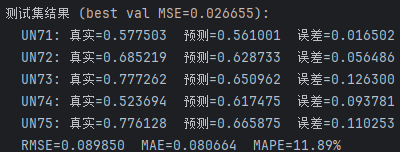 测试集结果 (best val MSE=0.026655):
UN71: 真实=0.577503 预测=0.561001 误差=0.016502
UN72: 真实=0.685219 预测=0.628733 误差=0.056486
UN73: 真实=0.777262 预测=0.650962 误差=0.126300
UN74: 真实=0.523694 预测=0.617475 误差=0.093781
UN75: 真实=0.776128 预测=0.665875 误差=0.110253
RMSE=0.089850 MAE=0.080664 MAPE=11.89%